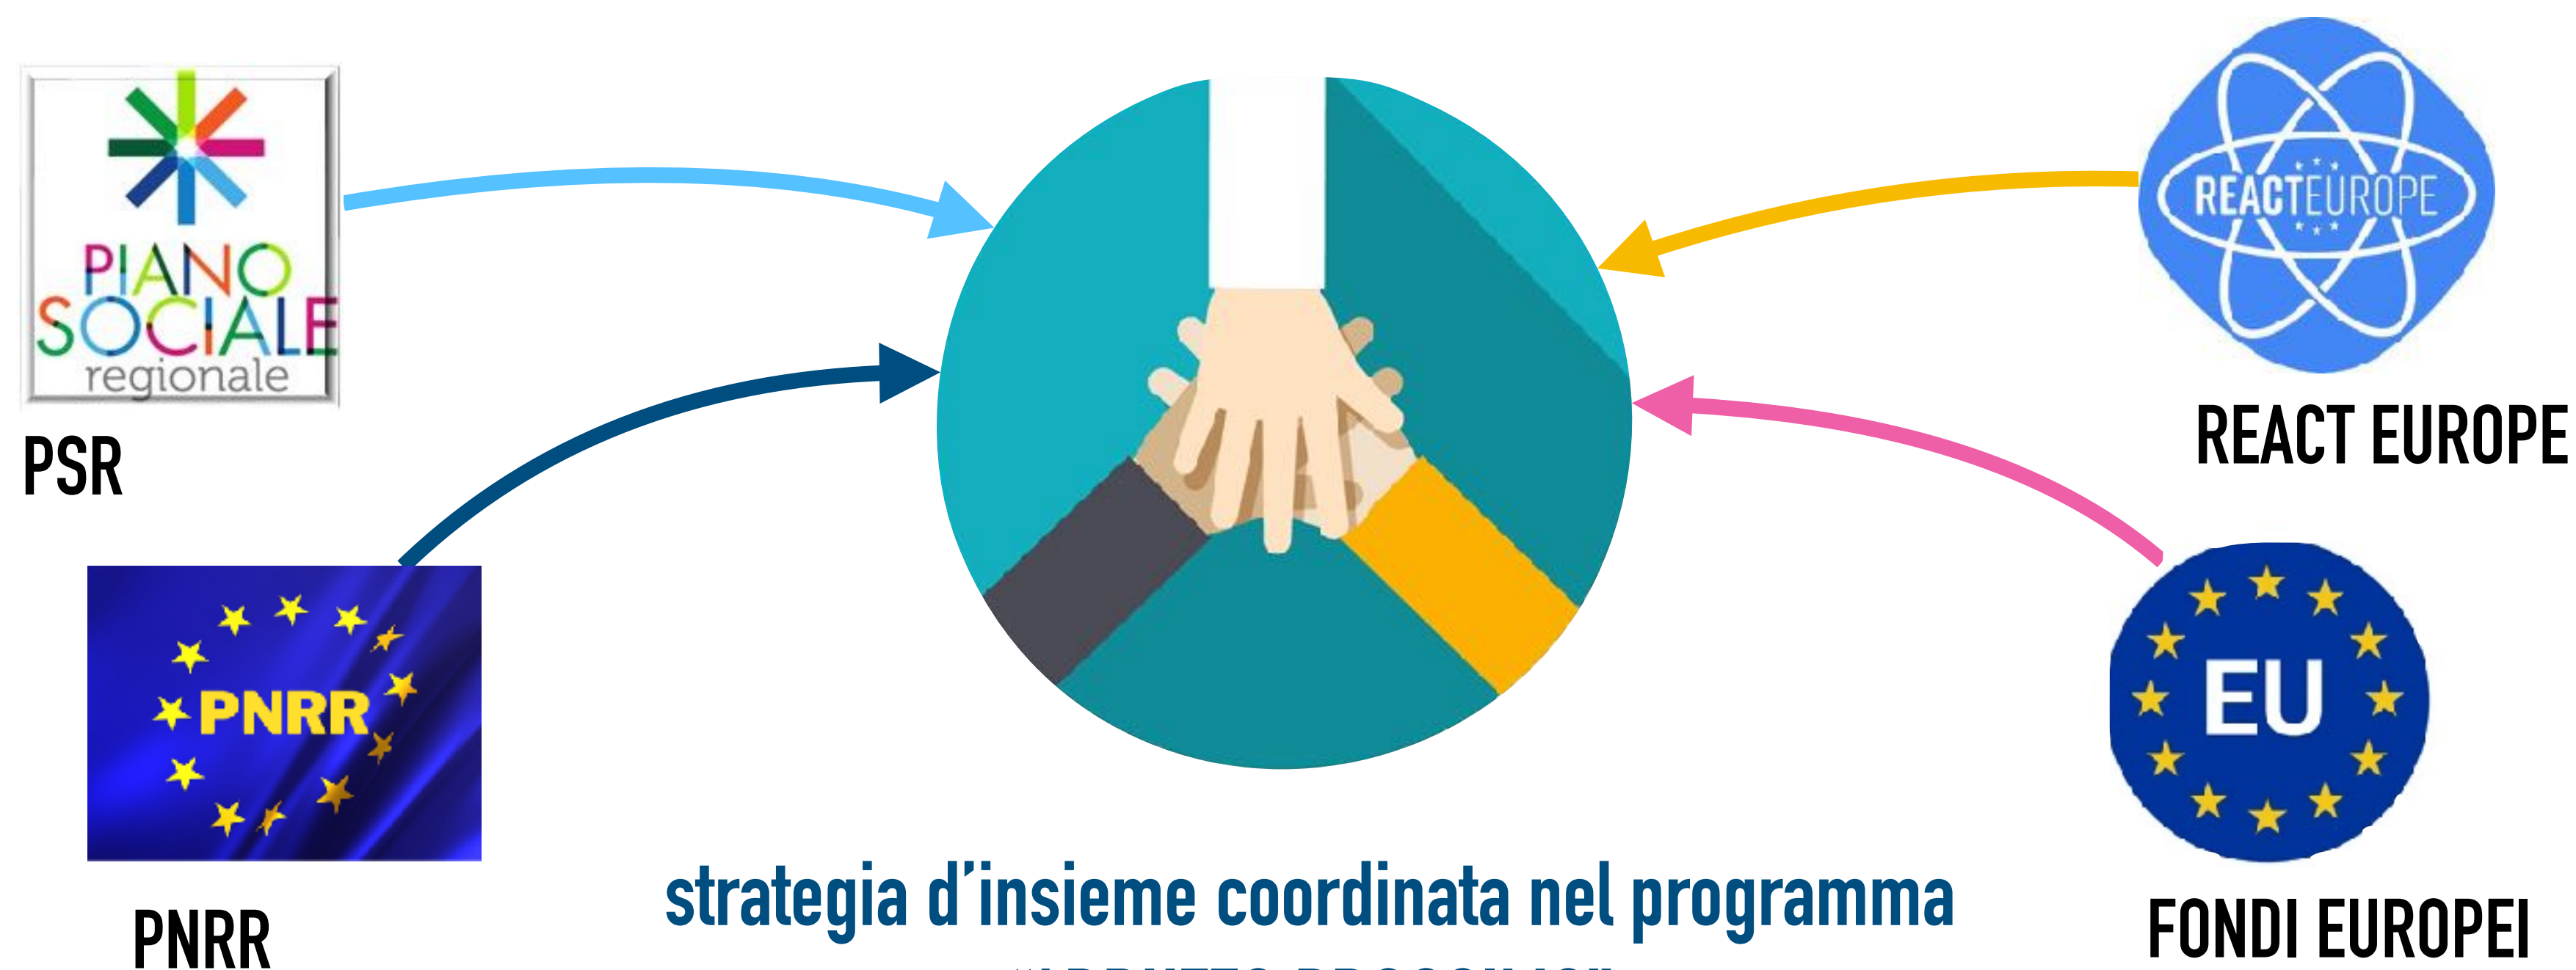 PIANO
SOCIALE
regionale
PSR
PNRR
PNRR
REACTEUROPE
REACT EUROPE
EU
FONDI EUROPEI
strategia d’insieme coordinata nel programma